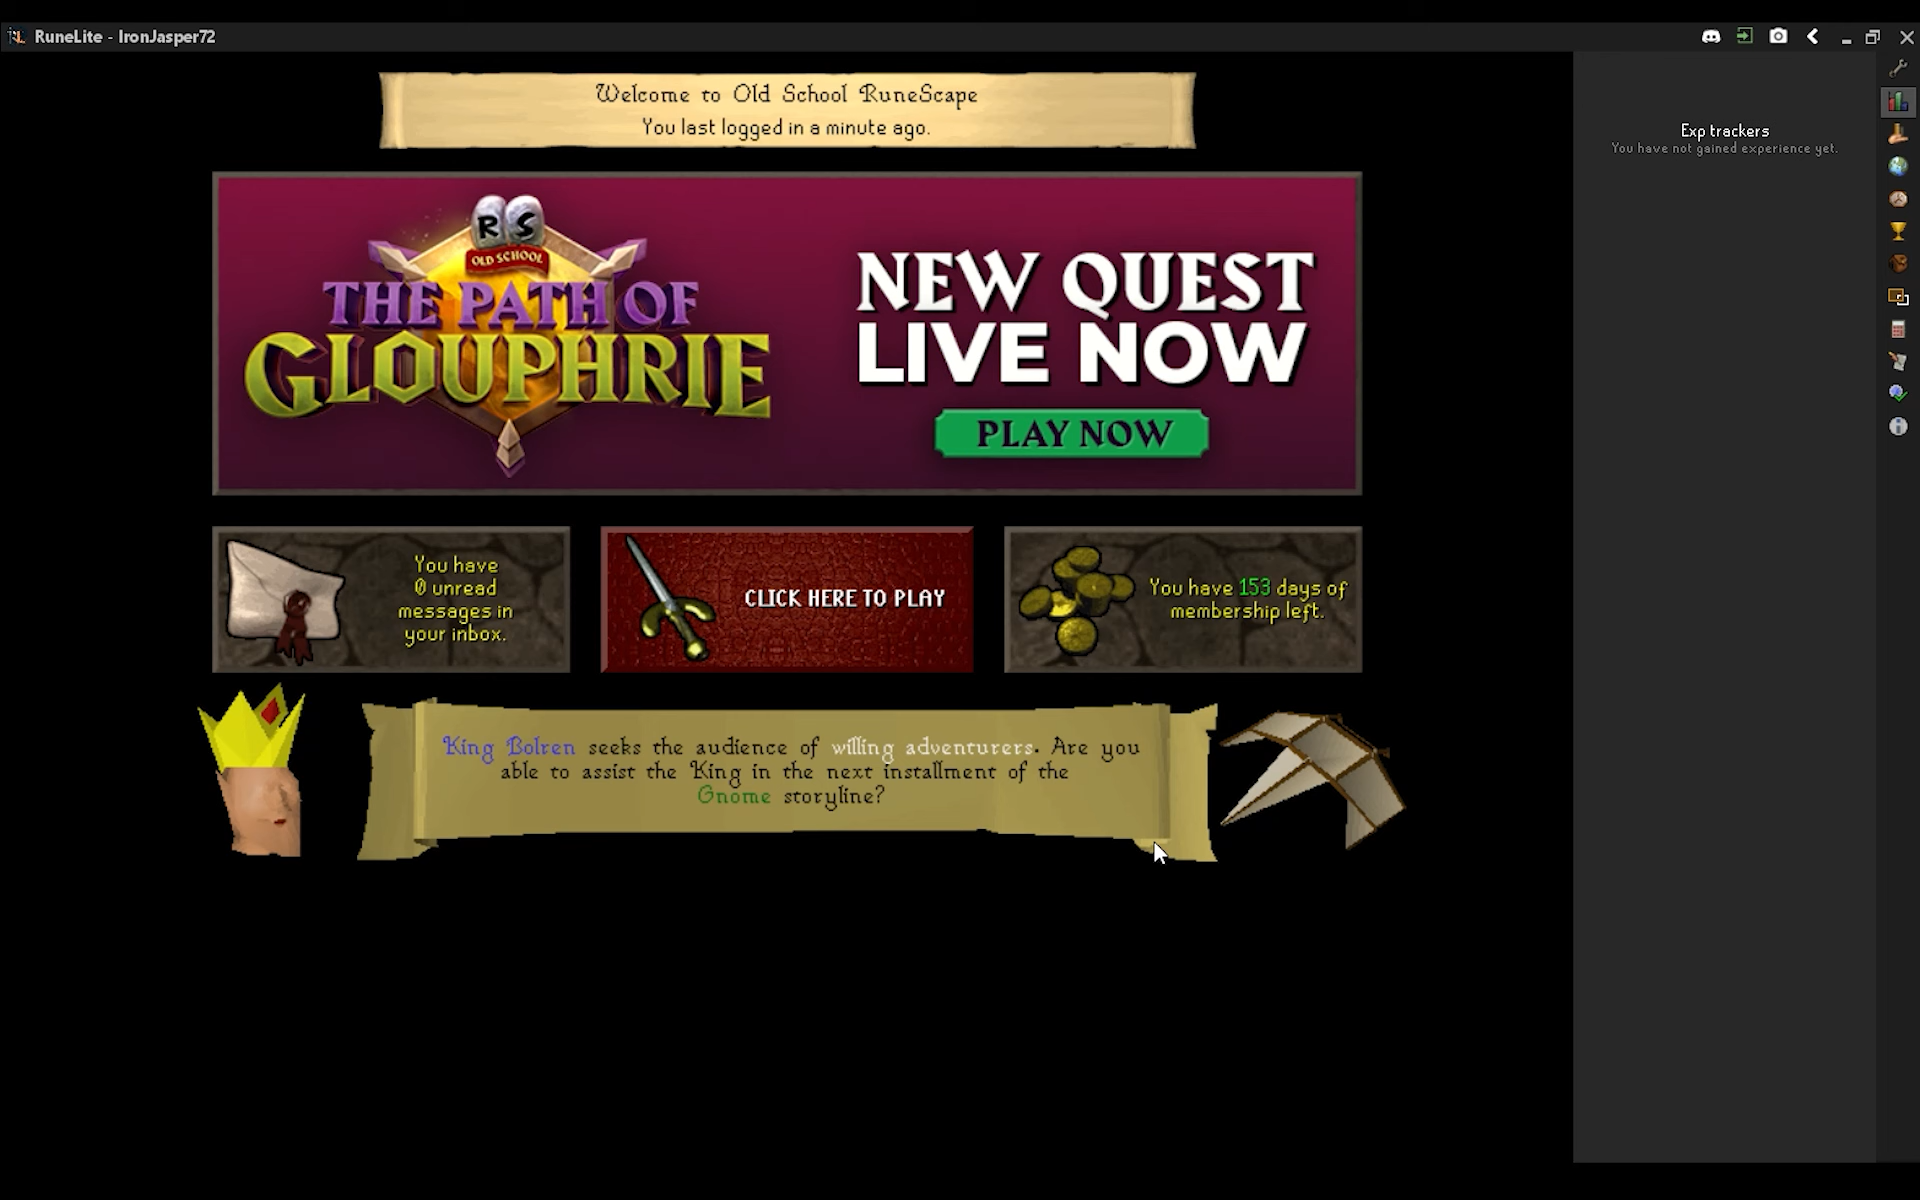 RuneLite - IronJasper72
Welcome to Old School RuneScape
You last logged in a minute ago.
RS
OLD SCHOOL
THE PATH OF
GLOUPHRIE
NEW QUEST
LIVE NOW
PLAY NOW
You have
0 unread
messages in
your inbox.
CLICK HERE TO PLAY
You have 153 days of
membership left.
King Bolren seeks the audience of willing adventurers. Are you
able to assist the King in the next installment of the
Gnome storyline?
Exp trackers
You have not gained experience yet.